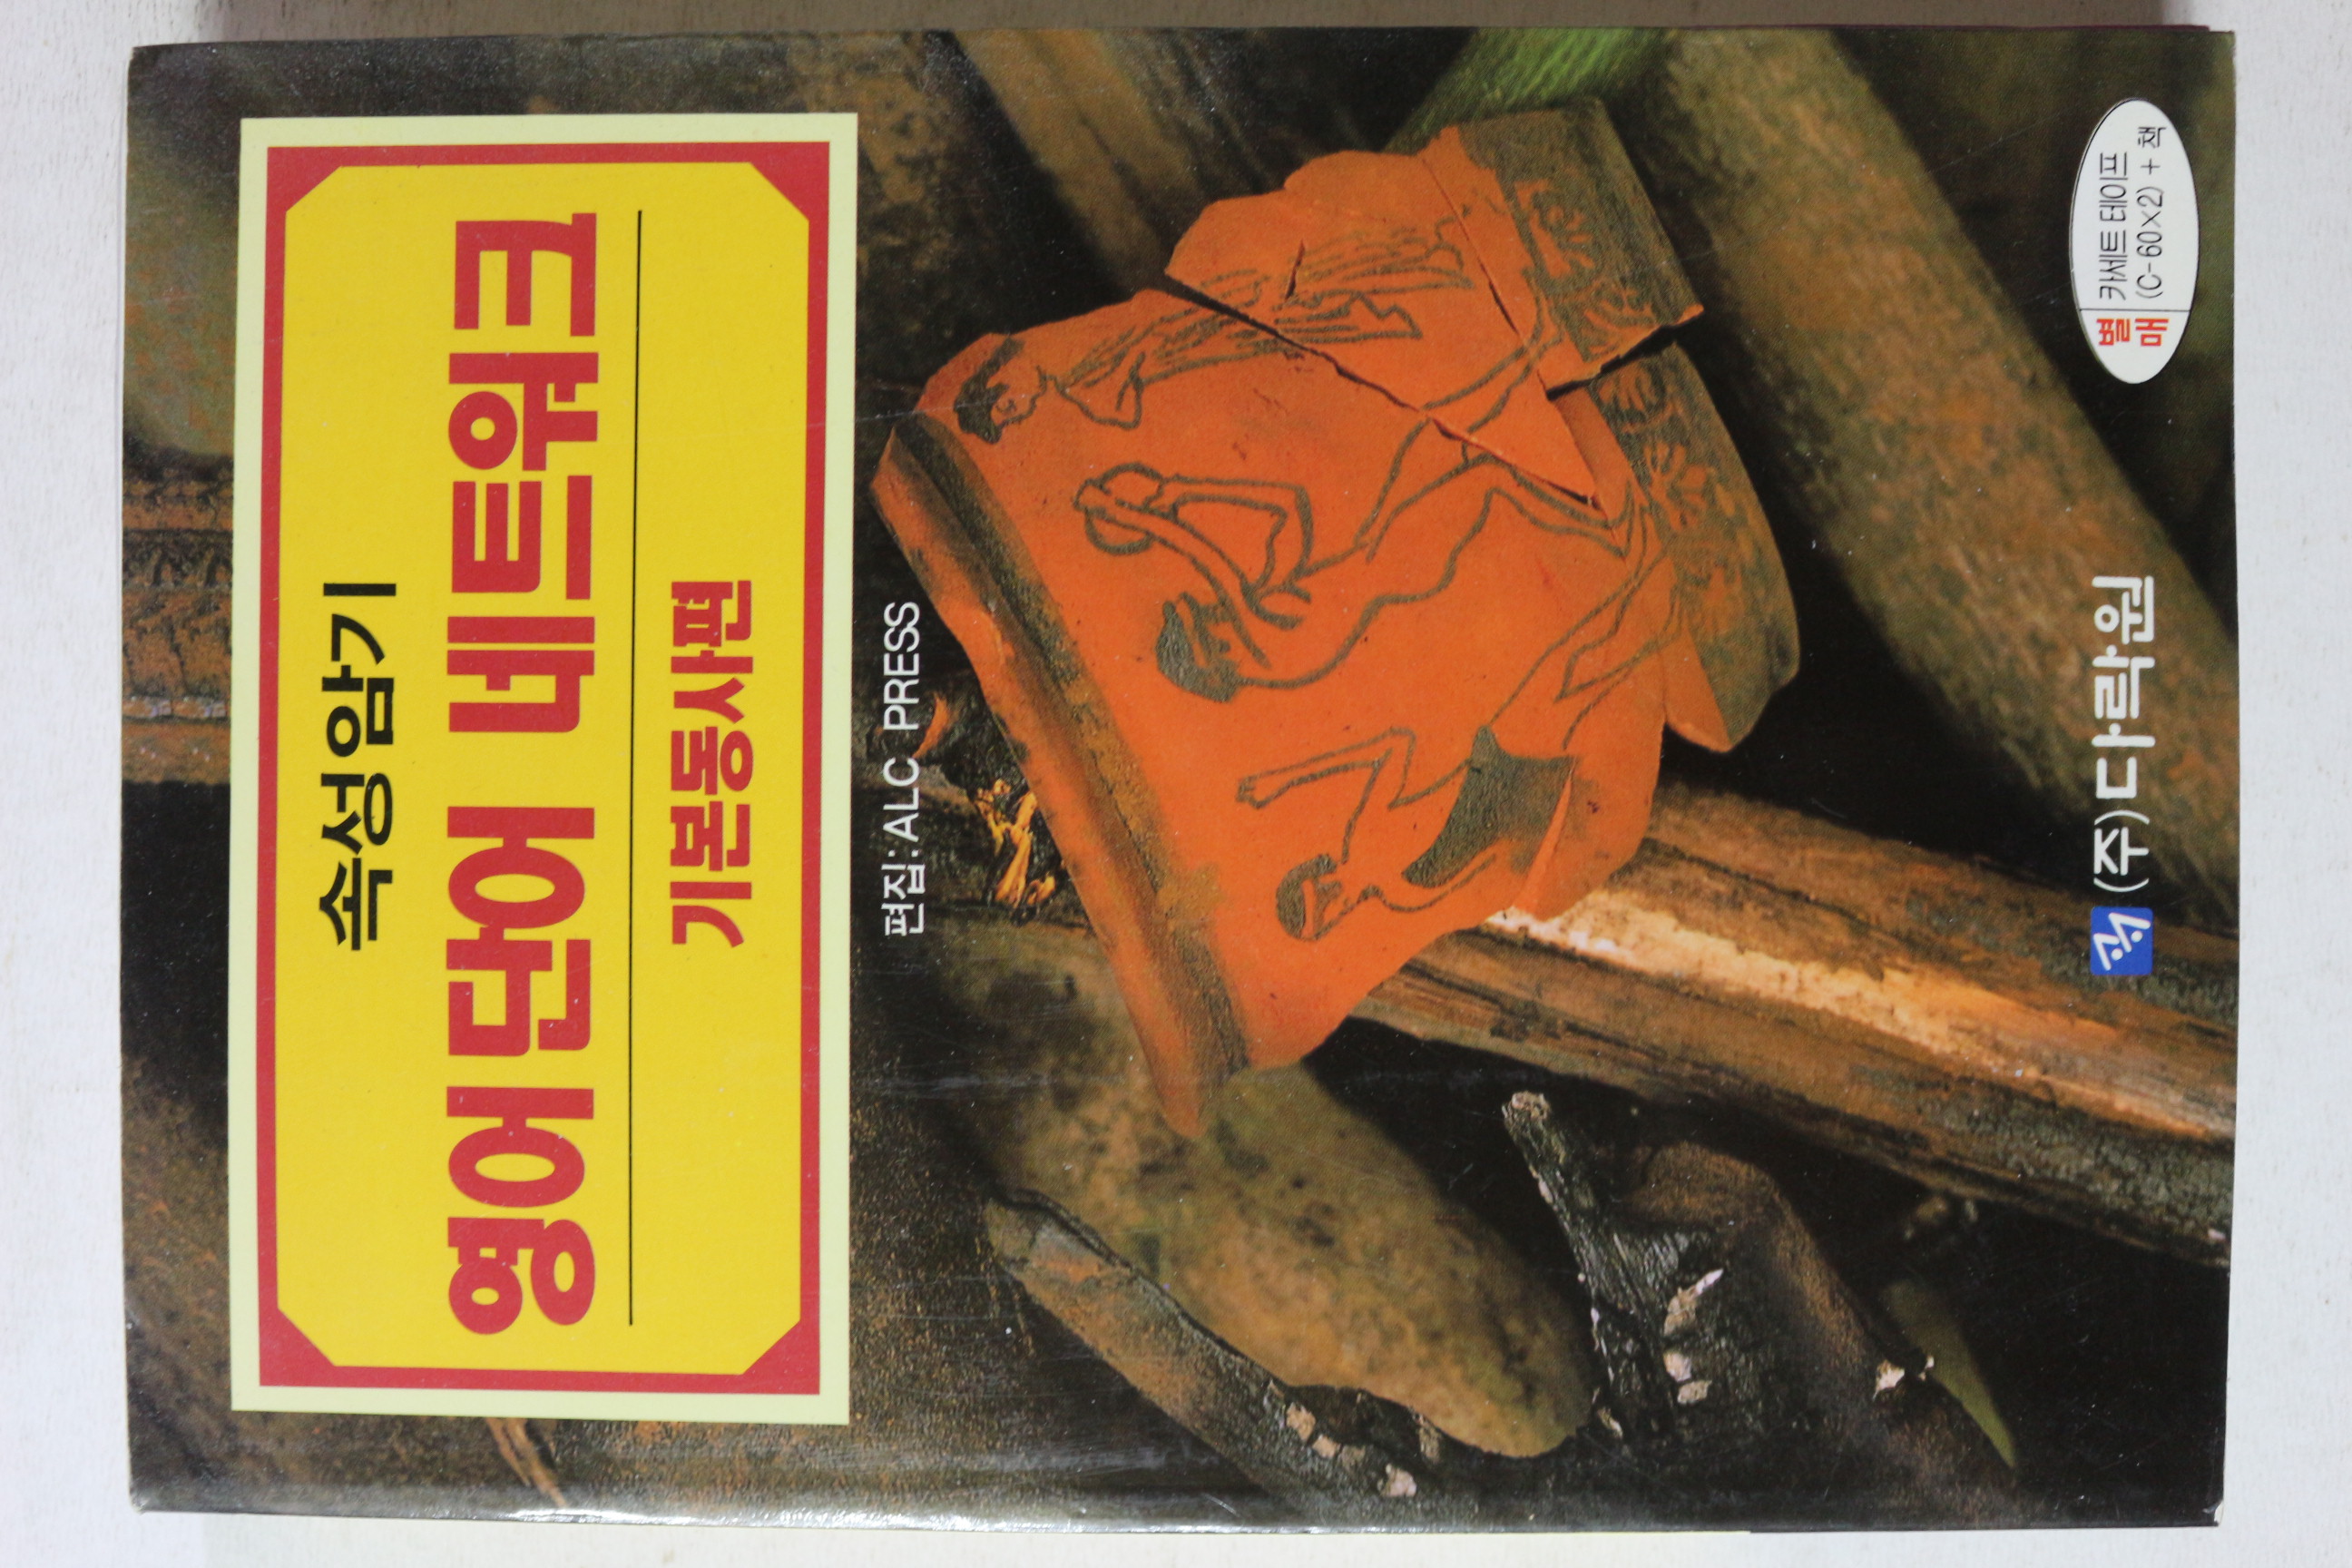 속성암기
영어 단어 네트워크
기본동사편
편집:ALC PRESS
별매
카세트 테이프
(C-60×2) + 책
(주)다락원